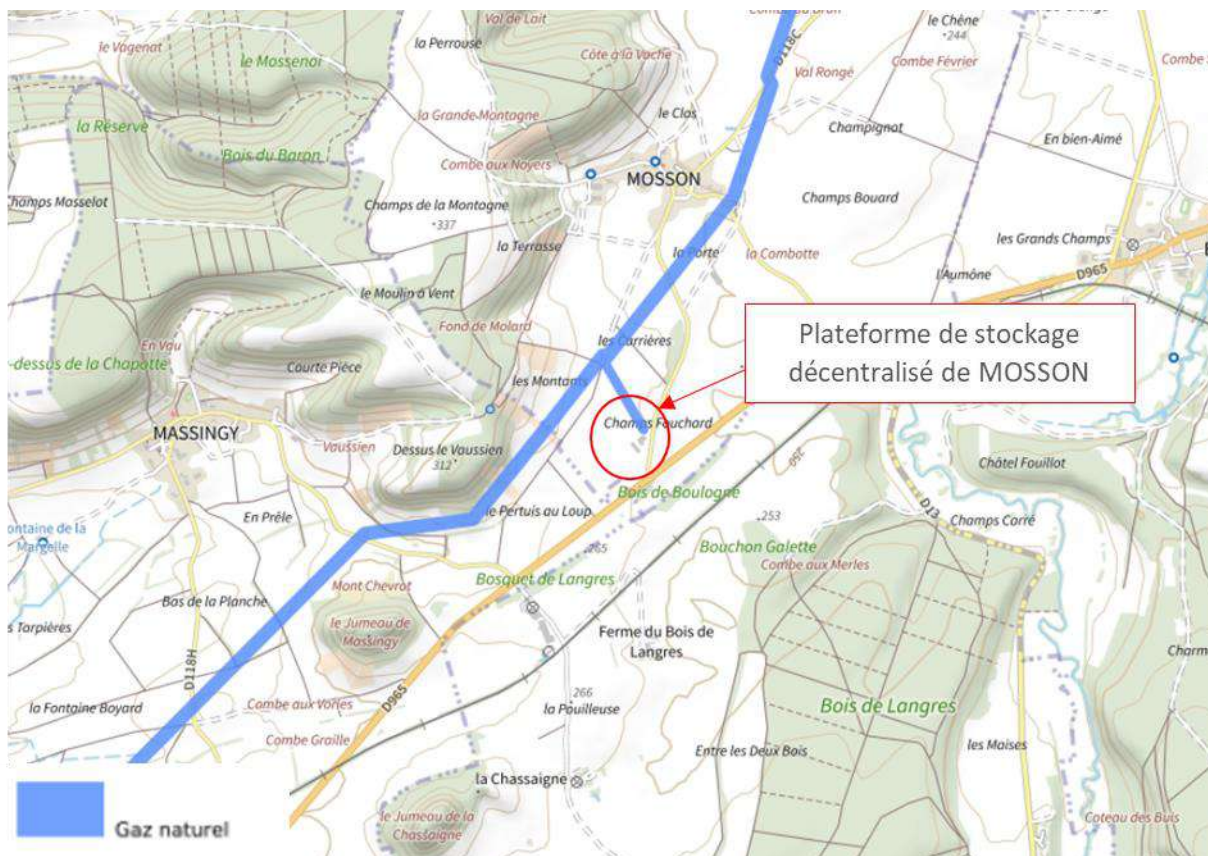 Val de Lait
le Chêne
244
le Vagenat
la Perrouse
Côte à la Vache
D118C
Val Rongé
Combe Février
le Massenoi
la Grande Montagne
le Clos
Champignat
En bien-Aimé
la Réserve
Bois du Baron
Combe aux Noyers
MOSSON
Champs Masselot
Champs de la Montagne
337
Champs Bouard
la Terrasse
la Porte
la Combotte
les Grands Champs
l'Aumône
D965
le Moulin à Vent
Fond de Molard
En Vau
-dessus de la Chapotte
Courte Pièce
les Carrières
les Montants
Plateforme de stockage
décentralisé de MOSSON
MASSINGY
Vaussien
Dessus le Vaussien
312
Champs Fouchard
Châtel Fouillot
250
Bois de Boulogne
En Prêle
le Pertuis au Loup
253
D13
Champs Corré
ontaine de la
Margelle
265
Bouchon Galette
Combe aux Merles
Mont Chevrot
Bosquet de Langres
Bas de la Planche
s Tarpières
le Jumeau de
Massingy
Ferme du Bois de
Langres
D118H
D965
Charm
la Fontaine Boyard
Combe aux Vorles
266
la Pouilleuse
Bois de Langres
Combe Graille
Entre les Deux Bois
les Maises
la Chassaigne
le Jumeau de la
Chassaigne
Coteau des Buis
Gaz naturel